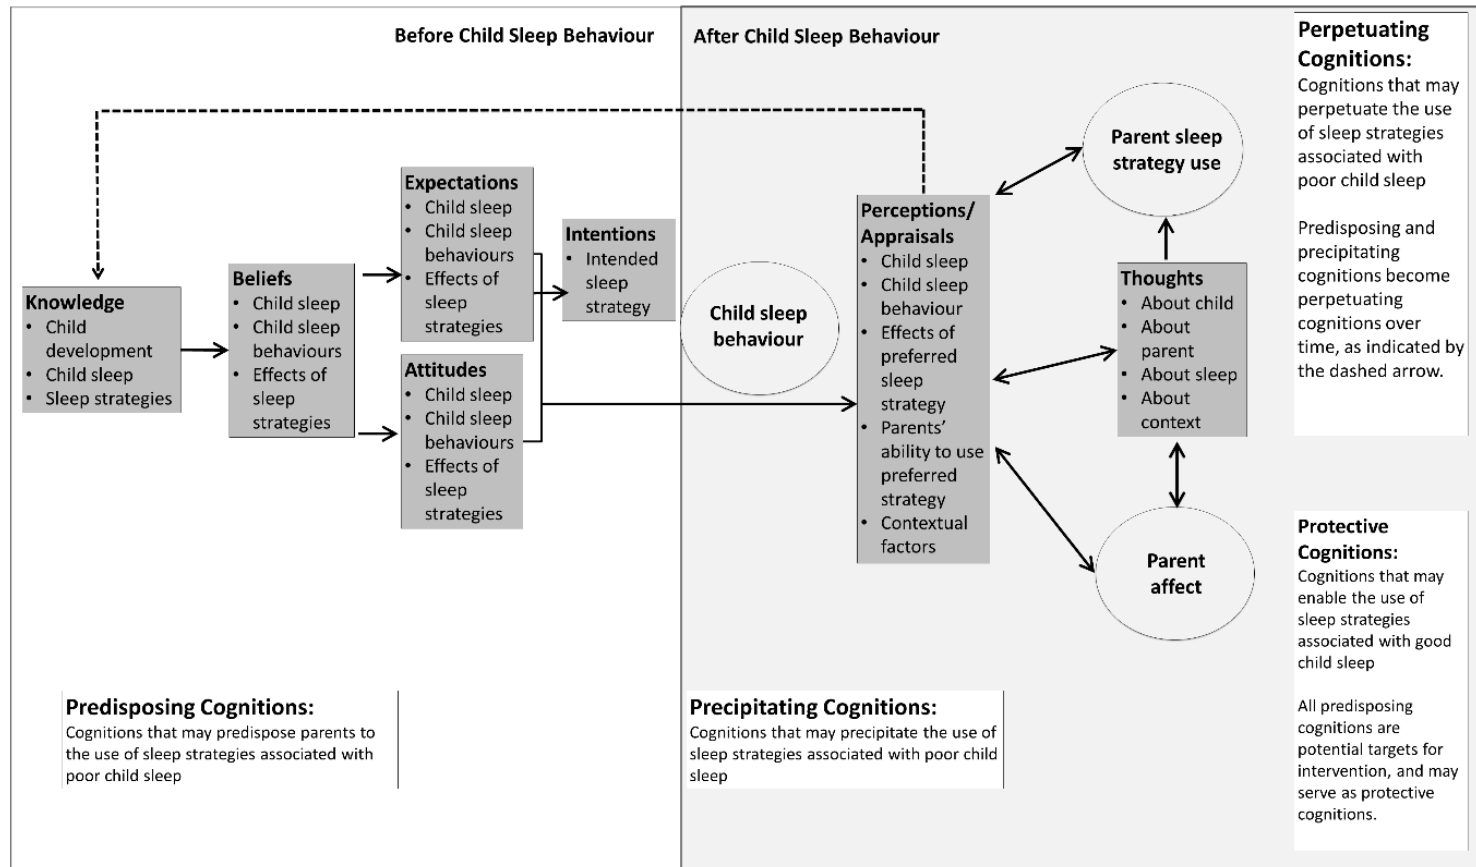 Before Child Sleep Behaviour
After Child Sleep Behaviour
Knowledge
• Child
development
• Child sleep
• Sleep strategies
Beliefs
• Child sleep
• Child sleep
behaviours
• Effects of
sleep
strategies
Expectations
• Child sleep
• Child sleep
behaviours
• Effects of
sleep
strategies
Attitudes
• Child sleep
• Child sleep
behaviours
• Effects of
sleep
strategies
Intentions
• Intended
sleep
strategy
Child sleep
behaviour
Perceptions/
Appraisals
• Child sleep
• Child sleep
behaviour
• Effects of
preferred
sleep
strategy
• Parents’
ability to use
preferred
strategy
• Contextual
factors
Parent sleep
strategy use
Thoughts
• About child
• About
parent
• About sleep
• About
context
Parent
affect
Perpetuating
Cognitions:
Cognitions that may
perpetuate the use
of sleep strategies
associated with
poor child sleep
Predisposing and
precipitating
cognitions become
perpetuating
cognitions over
time, as indicated by
the dashed arrow.
Protective
Cognitions:
Cognitions that may
enable the use of
sleep strategies
associated with good
child sleep
All predisposing
cognitions are
potential targets for
intervention, and may
serve as protective
cognitions.
Predisposing Cognitions:
Cognitions that may predispose parents to
the use of sleep strategies associated with
poor child sleep
Precipitating Cognitions:
Cognitions that may precipitate the use of
sleep strategies associated with poor child
sleep